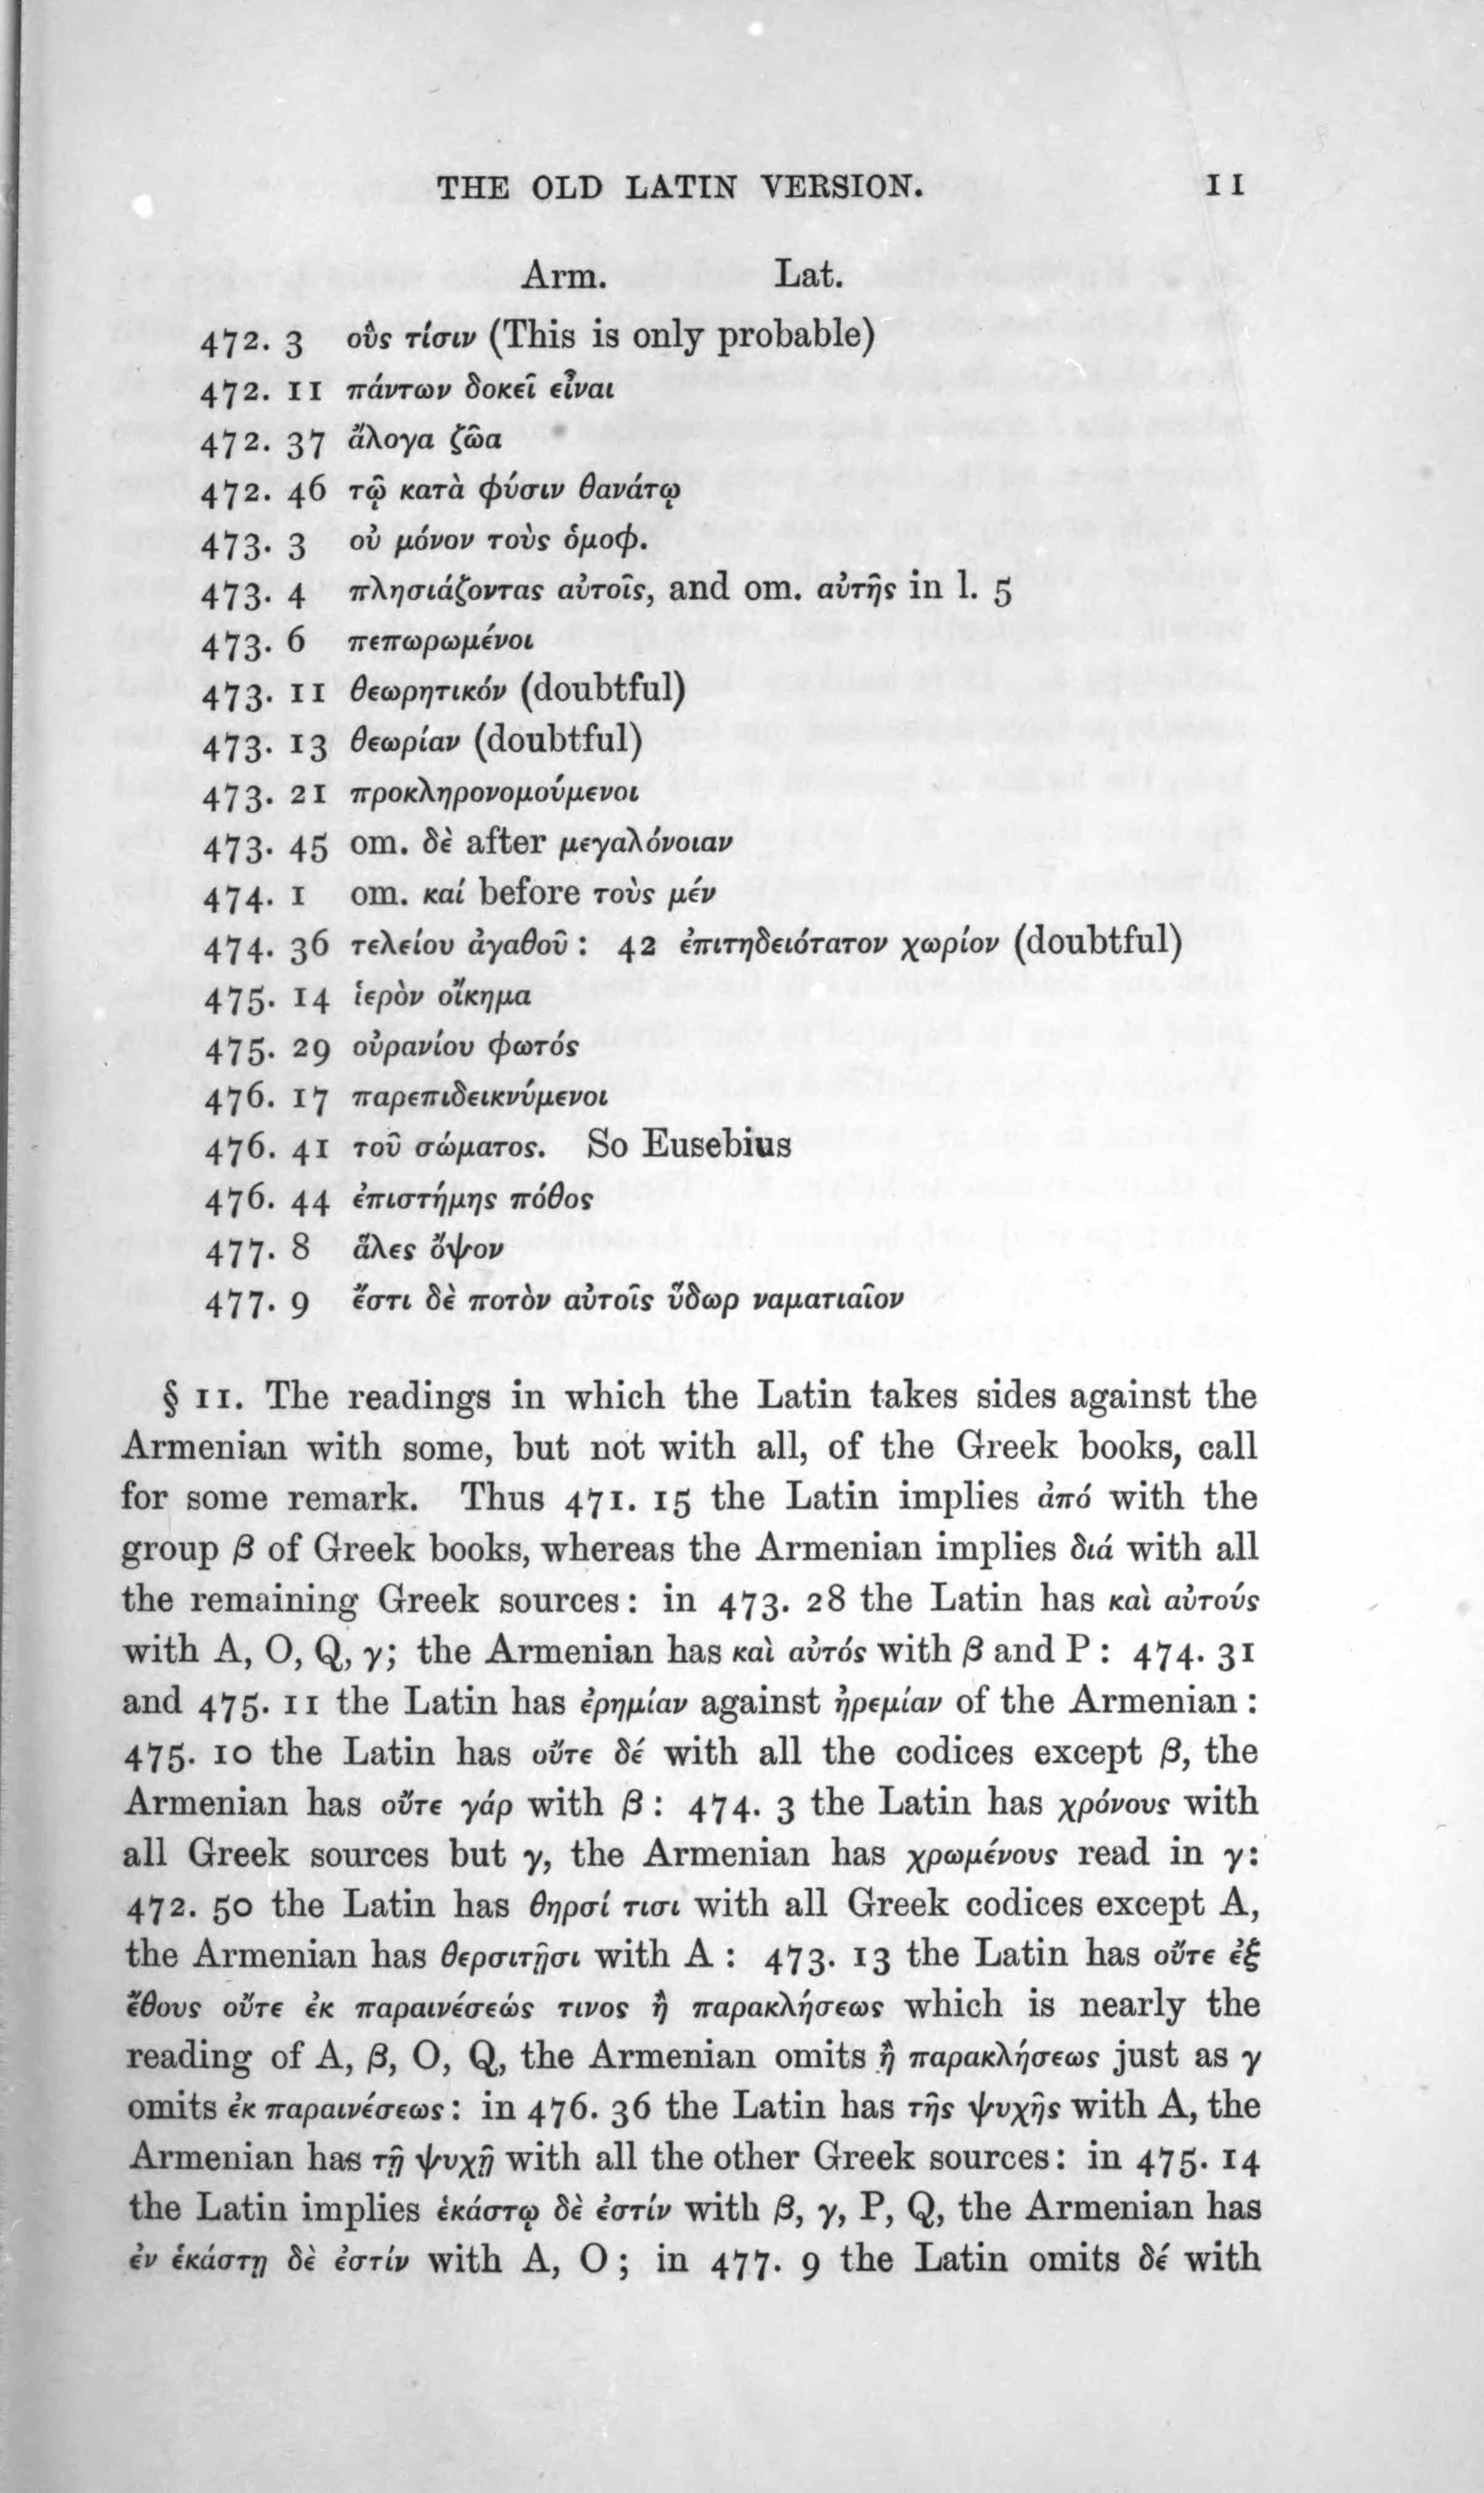 THE OLD LATIN VERSION. 11
Arm. Lat.
472. 3 οὓς τίσιν (This is only probable)
472. 11 πάντων δοκεῖ εἶναι
472. 37 ἄλογα ζῶα
472. 46 τῷ κατὰ φύσιν θανάτῳ
473. 3 οὐ μόνον τοὺς ὁμοφ.
473. 4 πλησιάζοντας αὐτοῖς, and om. αὐτῆς in l. 5
473. 6 πεπωρωμένοι
473. 11 θεωρητικόν (doubtful)
473. 13 θεωρίαν (doubtful)
473. 21 προκληρονομούμενοι
473. 45 om. δὲ after μεγαλόνοιαν
474. 1 om. καί before τοὺς μέν
474. 36 τελείου ἀγαθοῦ : 42 ἐπιτηδειότατον χωρίον (doubtful)
475. 14 ἱερὸν οἴκημα
475. 29 οὐρανίου φωτός
476. 17 παρεπιδεικνύμενοι
476. 41 τοῦ σώματος. So Eusebius
476. 44 ἐπιστήμης πόθος
477. 8 ἅλες ὄψον
477. 9 ἔστι δὲ ποτὸν αὐτοῖς ὕδωρ ναματιαῖον
§ 11. The readings in which the Latin takes sides against the
Armenian with some, but not with all, of the Greek books, call
for some remark. Thus 471. 15 the Latin implies ἀπό with the
group β of Greek books, whereas the Armenian implies διά with all
the remaining Greek sources: in 473. 28 the Latin has καὶ αὐτούς
with A, O, Q, γ; the Armenian has καὶ αὐτός with β and P : 474. 31
and 475. 11 the Latin has ἐρημίαν against ἠρεμίαν of the Armenian :
475. 10 the Latin has οὔτε δέ with all the codices except β, the
Armenian has οὔτε γάρ with β : 474. 3 the Latin has χρόνους with
all Greek sources but γ, the Armenian has χρωμένους read in γ:
472. 50 the Latin has θηρσί τισι with all Greek codices except A,
the Armenian has θερσιτῇσι with A : 473. 13 the Latin has οὔτε ἐξ
ἔθους οὔτε ἐκ παραινέσεώς τινος ἢ παρακλήσεως which is nearly the
reading of A, β, O, Q, the Armenian omits ἢ παρακλήσεως just as γ
omits ἐκ παραινέσεως : in 476. 36 the Latin has τῆς ψυχῆς with A, the
Armenian has τῇ ψυχῇ with all the other Greek sources: in 475. 14
the Latin implies ἑκάστῳ δὲ ἐστίν with β, γ, P, Q, the Armenian has
ἐν ἑκάστῃ δὲ ἐστίν with A, O ; in 477. 9 the Latin omits δέ with